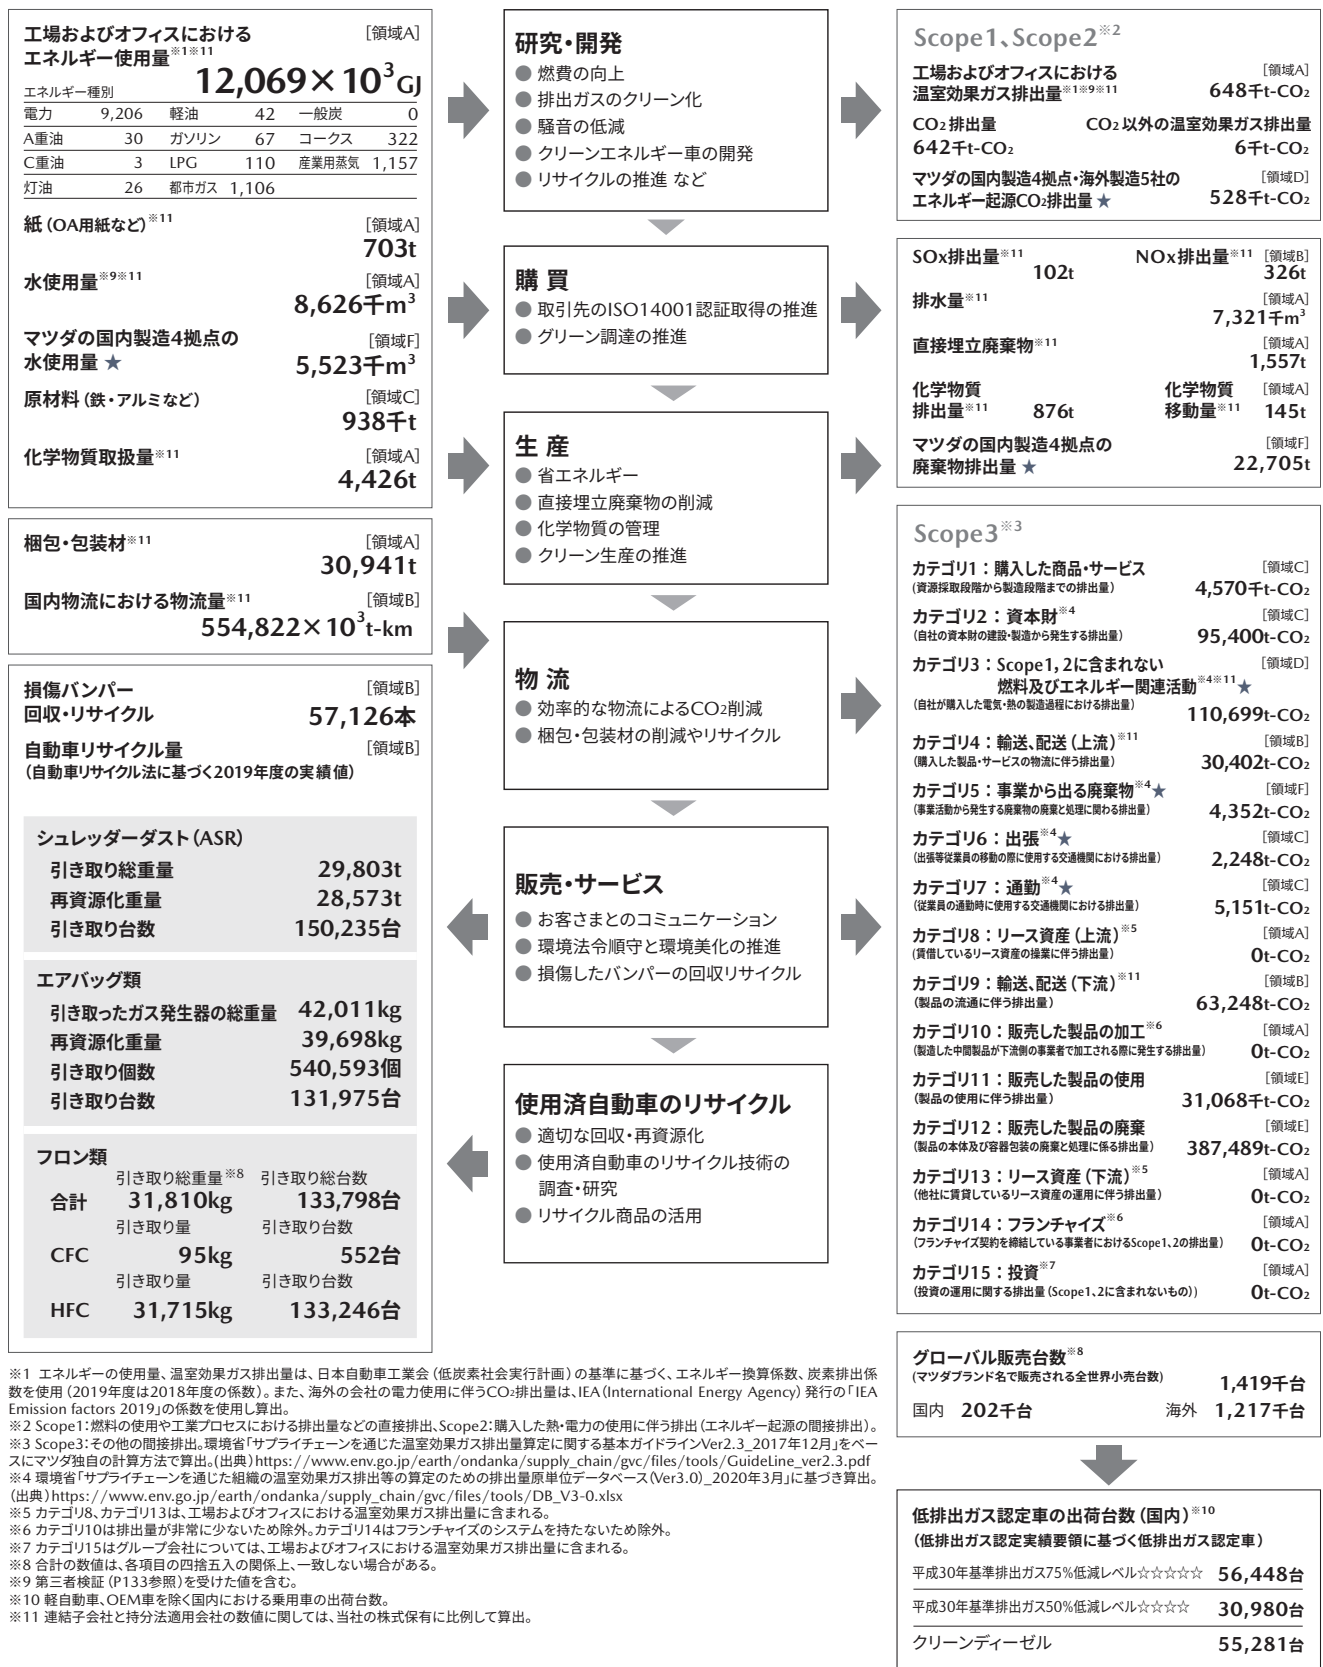 工場およびオフィスにおける [領域A]
エネルギー使用量※1※11
12,069×10³GJ
エネルギー種別
電力 9,206 軽油 42 一般炭 0
A重油 30 ガソリン 67 コークス 322
C重油 3 LPG 110 産業用蒸気 1,157
灯油 26 都市ガス 1,106
紙（OA用紙など）※11 [領域A]
703t
水使用量※9※11 [領域A]
8,626千m³
マツダの国内製造4拠点の [領域F]
水使用量 ★ 5,523千m³
原材料（鉄・アルミなど） [領域C]
938千t
化学物質取扱量※11 [領域A]
4,426t
梱包・包装材※11 [領域A]
30,941t
国内物流における物流量※11 [領域B]
554,822×10³t-km
損傷バンパー [領域B]
回収・リサイクル 57,126本
自動車リサイクル量 [領域B]
（自動車リサイクル法に基づく2019年度の実績値）
シュレッダーダスト（ASR）
引き取り総重量 29,803t
再資源化重量 28,573t
引き取り台数 150,235台
エアバッグ類
引き取ったガス発生器の総重量 42,011kg
再資源化重量 39,698kg
引き取り個数 540,593個
引き取り台数 131,975台
フロン類
引き取り総重量※8 引き取り総台数
合計 31,810kg 133,798台
引き取り量 引き取り台数
CFC 95kg 552台
引き取り量 引き取り台数
HFC 31,715kg 133,246台
研究・開発
● 燃費の向上
● 排出ガスのクリーン化
● 騒音の低減
● クリーンエネルギー車の開発
● リサイクルの推進 など
購 買
● 取引先のISO14001認証取得の推進
● グリーン調達の推進
生 産
● 省エネルギー
● 直接埋立廃棄物の削減
● 化学物質の管理
● クリーン生産の推進
物 流
● 効率的な物流によるCO₂削減
● 梱包・包装材の削減やリサイクル
販売・サービス
● お客さまとのコミュニケーション
● 環境法令順守と環境美化の推進
● 損傷したバンパーの回収リサイクル
使用済自動車のリサイクル
● 適切な回収・再資源化
● 使用済自動車のリサイクル技術の
調査・研究
● リサイクル商品の活用
Scope1、Scope2※2
工場およびオフィスにおける [領域A]
温室効果ガス排出量※1※9※11 648千t-CO₂
CO₂排出量 CO₂以外の温室効果ガス排出量
642千t-CO₂ 6千t-CO₂
マツダの国内製造4拠点・海外製造5社の [領域D]
エネルギー起源CO₂排出量 ★ 528千t-CO₂
SOx排出量※11 NOx排出量※11 [領域B]
102t 326t
排水量※11 [領域A]
7,321千m³
直接埋立廃棄物※11 [領域A]
1,557t
化学物質 化学物質 [領域A]
排出量※11 876t 移動量※11 145t
マツダの国内製造4拠点の [領域F]
廃棄物排出量 ★ 22,705t
Scope3※3
カテゴリ1：購入した商品・サービス [領域C]
（資源採取段階から製造段階までの排出量） 4,570千t-CO₂
カテゴリ2：資本財※4 [領域C]
（自社の資本財の建設・製造から発生する排出量） 95,400t-CO₂
カテゴリ3：Scope1，2に含まれない [領域D]
燃料及びエネルギー関連活動※4※11★
（自社が購入した電気・熱の製造過程における排出量）
110,699t-CO₂
カテゴリ4：輸送、配送（上流）※11 [領域B]
（購入した製品・サービスの物流に伴う排出量） 30,402t-CO₂
カテゴリ5：事業から出る廃棄物※4★ [領域F]
（事業活動から発生する廃棄物の廃棄と処理に関わる排出量） 4,352t-CO₂
カテゴリ6：出張※4★ [領域C]
（出張等従業員の移動の際に使用する交通機関における排出量） 2,248t-CO₂
カテゴリ7：通勤※4★ [領域C]
（従業員の通勤時に使用する交通機関における排出量） 5,151t-CO₂
カテゴリ8：リース資産（上流）※5 [領域A]
（賃借しているリース資産の操業に伴う排出量） 0t-CO₂
カテゴリ9：輸送、配送（下流）※11 [領域B]
（製品の流通に伴う排出量） 63,248t-CO₂
カテゴリ10：販売した製品の加工※6 [領域A]
（製造した中間製品が下流側の事業者で加工される際に発生する排出量） 0t-CO₂
カテゴリ11：販売した製品の使用 [領域E]
（製品の使用に伴う排出量） 31,068千t-CO₂
カテゴリ12：販売した製品の廃棄 [領域E]
（製品の本体及び容器包装の廃棄と処理に係る排出量） 387,489t-CO₂
カテゴリ13：リース資産（下流）※5 [領域A]
（他社に賃貸しているリース資産の運用に伴う排出量） 0t-CO₂
カテゴリ14：フランチャイズ※6 [領域A]
（フランチャイズ契約を締結している事業者におけるScope1、2の排出量） 0t-CO₂
カテゴリ15：投資※7 [領域A]
（投資の運用に関する排出量（Scope1、2に含まれないもの）） 0t-CO₂
グローバル販売台数※8
（マツダブランド名で販売される全世界小売台数） 1,419千台
国内 202千台 海外 1,217千台
低排出ガス認定車の出荷台数（国内）※10
（低排出ガス認定実績要領に基づく低排出ガス認定車）
平成30年基準排出ガス75％低減レベル☆☆☆☆☆ 56,448台
平成30年基準排出ガス50％低減レベル☆☆☆☆ 30,980台
クリーンディーゼル 55,281台
※1 エネルギーの使用量、温室効果ガス排出量は、日本自動車工業会（低炭素社会実行計画）の基準に基づく、エネルギー換算係数、炭素排出係
数を使用（2019年度は2018年度の係数）。また、海外の会社の電力使用に伴うCO₂排出量は、IEA（International Energy Agency）発行の「IEA
Emission factors 2019」の係数を使用し算出。
※2 Scope1：燃料の使用や工業プロセスにおける排出量などの直接排出、Scope2：購入した熱・電力の使用に伴う排出（エネルギー起源の間接排出）。
※3 Scope3：その他の間接排出。環境省「サプライチェーンを通じた温室効果ガス排出量算定に関する基本ガイドラインVer2.3_2017年12月」をベー
スにマツダ独自の計算方法で算出。（出典）https://www.env.go.jp/earth/ondanka/supply_chain/gvc/files/tools/GuideLine_ver2.3.pdf
※4 環境省「サプライチェーンを通じた組織の温室効果ガス排出等の算定のための排出量原単位データベース（Ver3.0）_2020年3月」に基づき算出。
（出典）https://www.env.go.jp/earth/ondanka/supply_chain/gvc/files/tools/DB_V3-0.xlsx
※5 カテゴリ8、カテゴリ13は、工場およびオフィスにおける温室効果ガス排出量に含まれる。
※6 カテゴリ10は排出量が非常に少ないため除外。カテゴリ14はフランチャイズのシステムを持たないため除外。
※7 カテゴリ15はグループ会社については、工場およびオフィスにおける温室効果ガス排出量に含まれる。
※8 合計の数値は、各項目の四捨五入の関係上、一致しない場合がある。
※9 第三者検証（P133参照）を受けた値を含む。
※10 軽自動車、OEM車を除く国内における乗用車の出荷台数。
※11 連結子会社と持分法適用会社の数値に関しては、当社の株式保有に比例して算出。